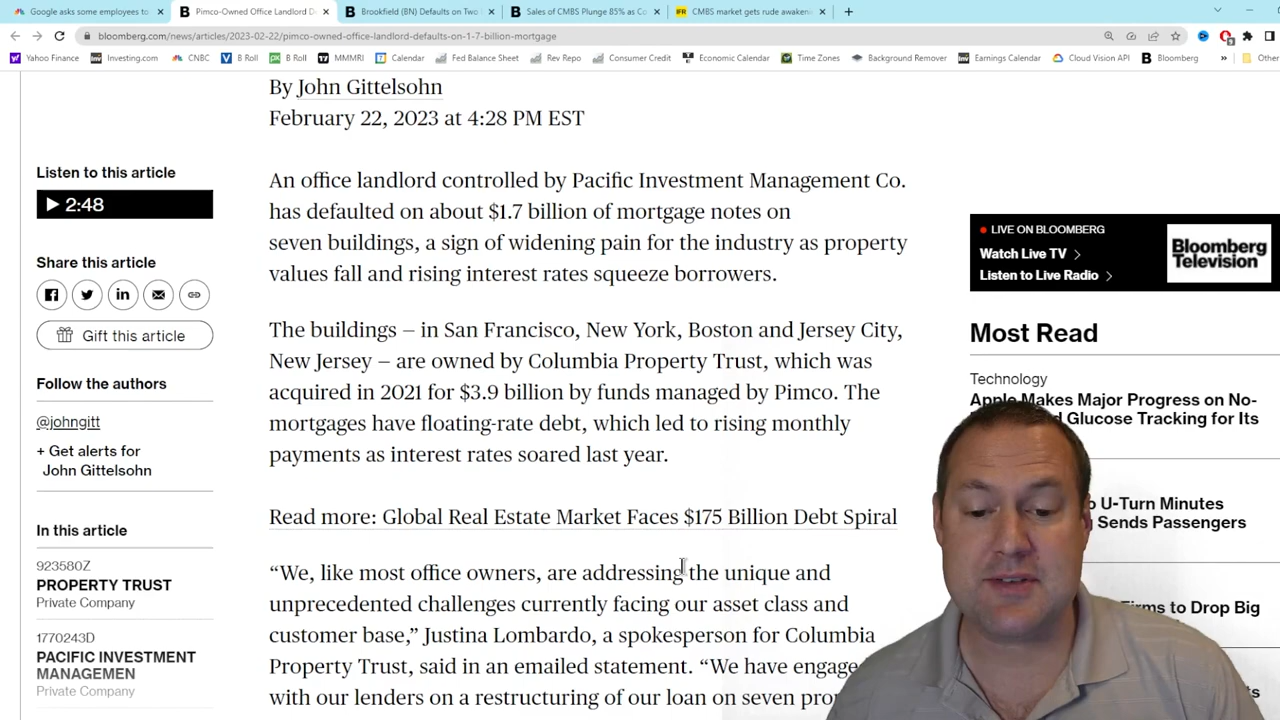 Google asks some employees to
Pimco-Owned Office Landlord D
Brookfield (BN) Defaults on Two
Sales of CMBS Plunge 85% as Co
CMBS market gets rude awaken
bloomberg.com/news/articles/2023-02-22/pimco-owned-office-landlord-defaults-on-1-7-billion-mortgage
Yahoo Finance
Investing.com
CNBC
B Roll
B Roll
MMMRI
Calendar
Fed Balance Sheet
Rev Repo
Consumer Credit
Economic Calendar
Time Zones
Background Remover
Earnings Calendar
Cloud Vision API
Bloomberg
Other
By John Gittelsohn
February 22, 2023 at 4:28 PM EST
Listen to this article
2:48
Share this article
Gift this article
Follow the authors
@johngitt
+ Get alerts for
John Gittelsohn
In this article
923580Z
PROPERTY TRUST
Private Company
1770243D
PACIFIC INVESTMENT
MANAGEMEN
Private Company
An office landlord controlled by Pacific Investment Management Co.
has defaulted on about $1.7 billion of mortgage notes on
seven buildings, a sign of widening pain for the industry as property
values fall and rising interest rates squeeze borrowers.
The buildings — in San Francisco, New York, Boston and Jersey City,
New Jersey — are owned by Columbia Property Trust, which was
acquired in 2021 for $3.9 billion by funds managed by Pimco. The
mortgages have floating-rate debt, which led to rising monthly
payments as interest rates soared last year.
Read more: Global Real Estate Market Faces $175 Billion Debt Spiral
“We, like most office owners, are addressing the unique and
unprecedented challenges currently facing our asset class and
customer base,” Justina Lombardo, a spokesperson for Columbia
Property Trust, said in an emailed statement. “We have engage
with our lenders on a restructuring of our loan on seven pro
LIVE ON BLOOMBERG
Watch Live TV
Listen to Live Radio
Bloomberg
Television
Most Read
Technology
Apple Makes Major Progress on No-
d Glucose Tracking for Its
U-Turn Minutes
Sends Passengers
irms to Drop Big